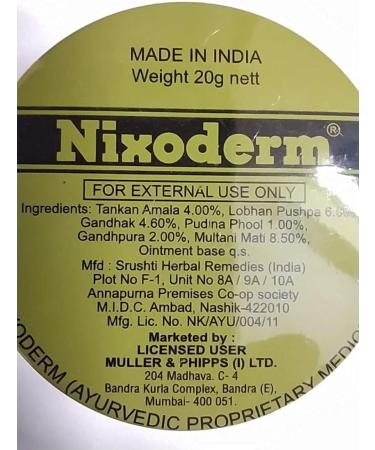 MADE IN INDIA
Weight 20g nett
Nixoderm®
FOR EXTERNAL USE ONLY
Ingredients: Tankan Amala 4.00%, Lobhan Pushpa
Gandhak 4.60%, Pudina Phool 1.00%,
Gandhpura 2.00%, Multani Mati 8.50%,
Ointment base q.s.
Mfd : Srushti Herbal Remedies (India)
Plot No F-1, Unit No 8A / 9A / 10A
Annapurna Premises Co-op society
M.I.D.C. Ambad, Nashik-422010
Mfg. Lic. No. NK/AYU/004/11
Marketed by :
LICENSED USER
MULLER & PHIPPS (I) LTD.
204 Madhava. C- 4
Bandra Kurla Complex, Bandra (E),
Mumbai- 400 051.
(AYURVEDIC PROPRIETARY